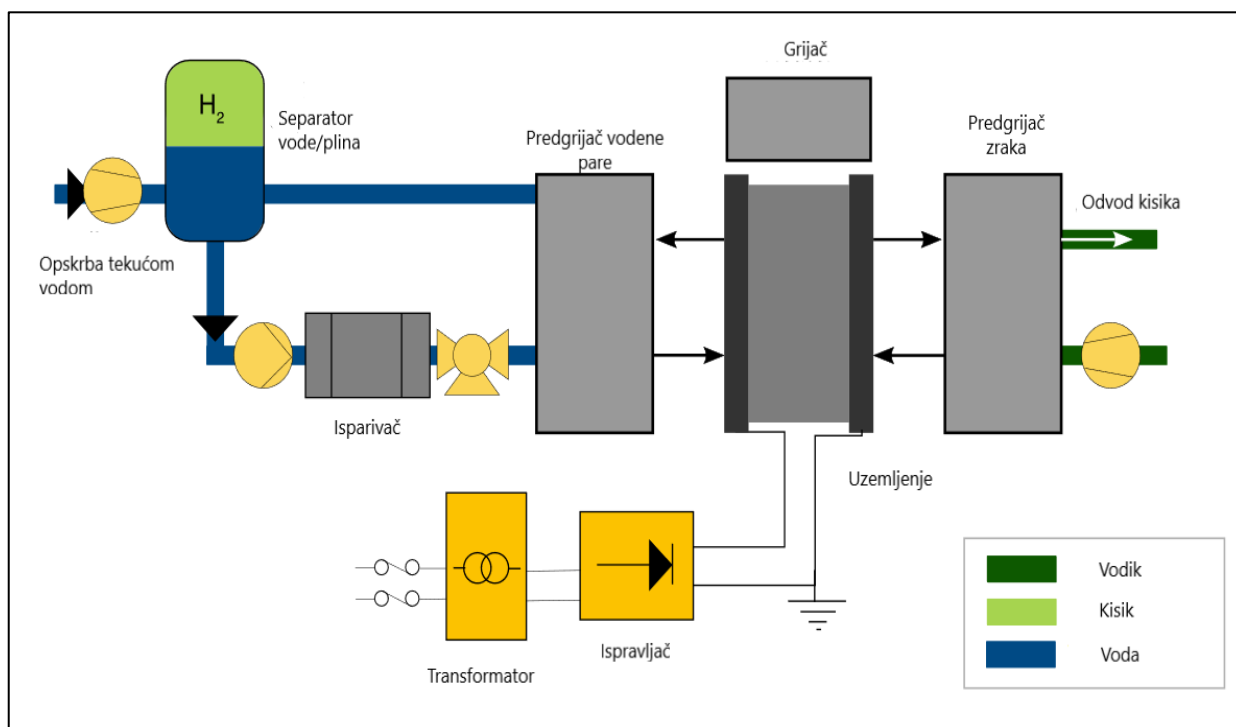 Grijač
H2
Separator
vode/plina
Predgrijač vodene
pare
Predgrijač
zraka
Odvod kisika
Opskrba tekućom
vodom
Isparivač
Uzemljenje
Transformator
Ispravljač
Vodik
Kisik
Voda